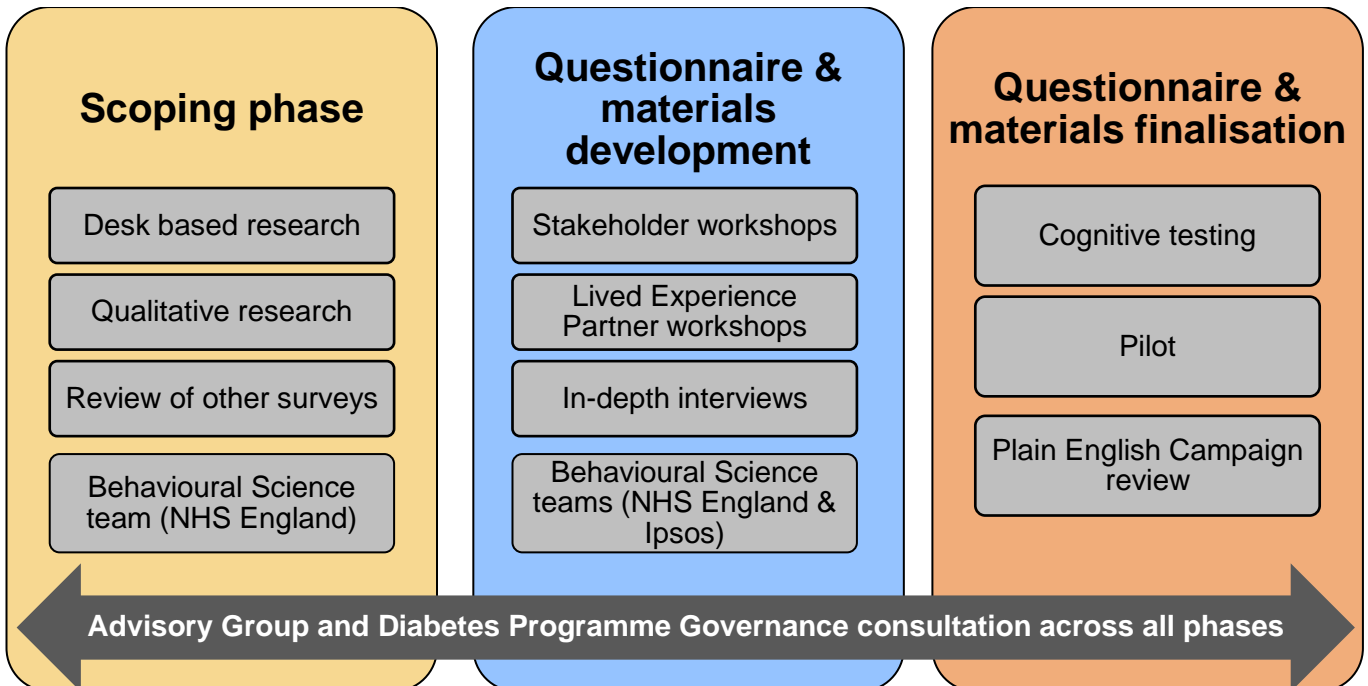 Scoping phase
Desk based research
Qualitative research
Review of other surveys
Behavioural Science
team (NHS England)
Questionnaire &
materials
development
Stakeholder workshops
Lived Experience
Partner workshops
In-depth interviews
Behavioural Science
teams (NHS England &
Ipsos)
Questionnaire &
materials finalisation
Cognitive testing
Pilot
Plain English Campaign
review
Advisory Group and Diabetes Programme Governance consultation across all phases